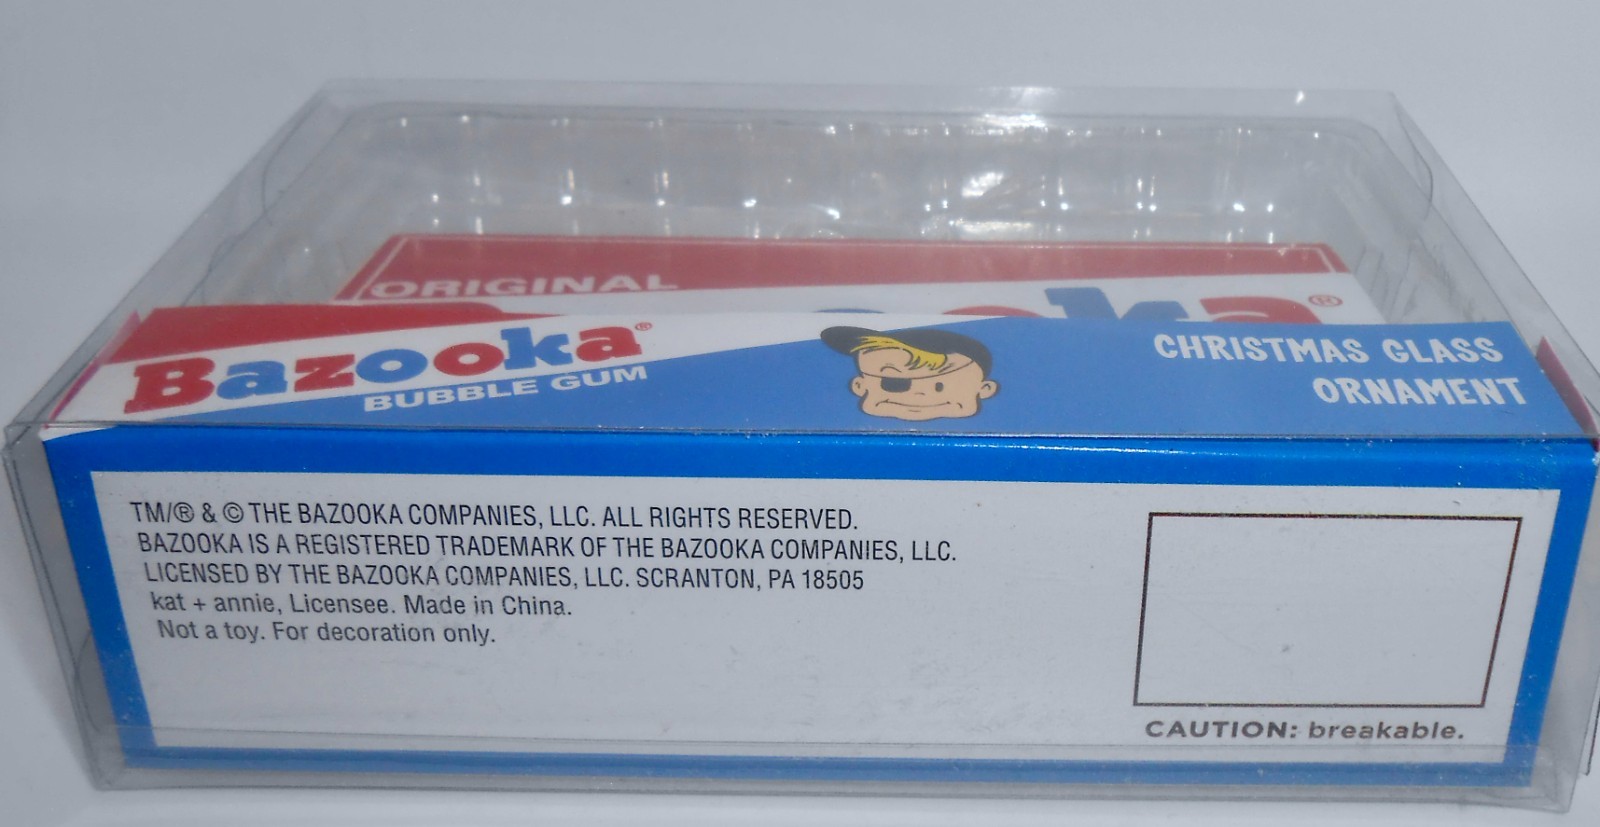 ORIGINAL
Bazooka®
BUBBLE GUM
CHRISTMAS GLASS
ORNAMENT
TM/® & © THE BAZOOKA COMPANIES, LLC. ALL RIGHTS RESERVED.
BAZOOKA IS A REGISTERED TRADEMARK OF THE BAZOOKA COMPANIES, LLC.
LICENSED BY THE BAZOOKA COMPANIES, LLC. SCRANTON, PA 18505
kat + annie, Licensee. Made in China.
Not a toy. For decoration only.
CAUTION: breakable.